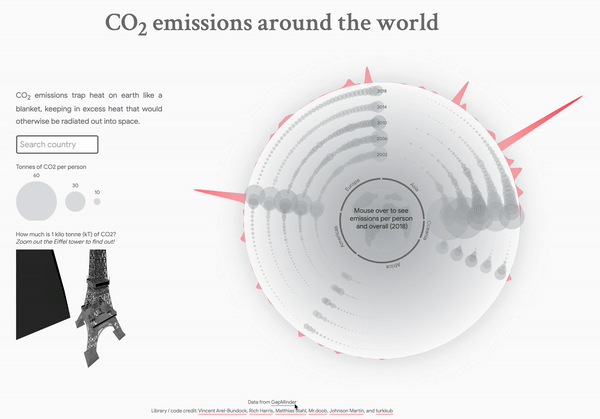 CO2 emissions around the world
CO2 emissions trap heat on earth like a
blanket, keeping in excess heat that would
otherwise be radiated out into space.
Search country
Tonnes of CO2 per person
60
30
10
How much is 1 kilo tonne (kT) of CO2?
Zoom out the Eiffel tower to find out!
2018
2014
2010
2006
2002
Europe
Asia
Oceania
Africa
Americas
Mouse over to see
emissions per person
and overall (2018)
Data from GapMinder
Library / code credit Vincent Arel-Bundock, Rich Harris, Matthias Stahl, Mr.doob, Johnson Martin, and turkkub